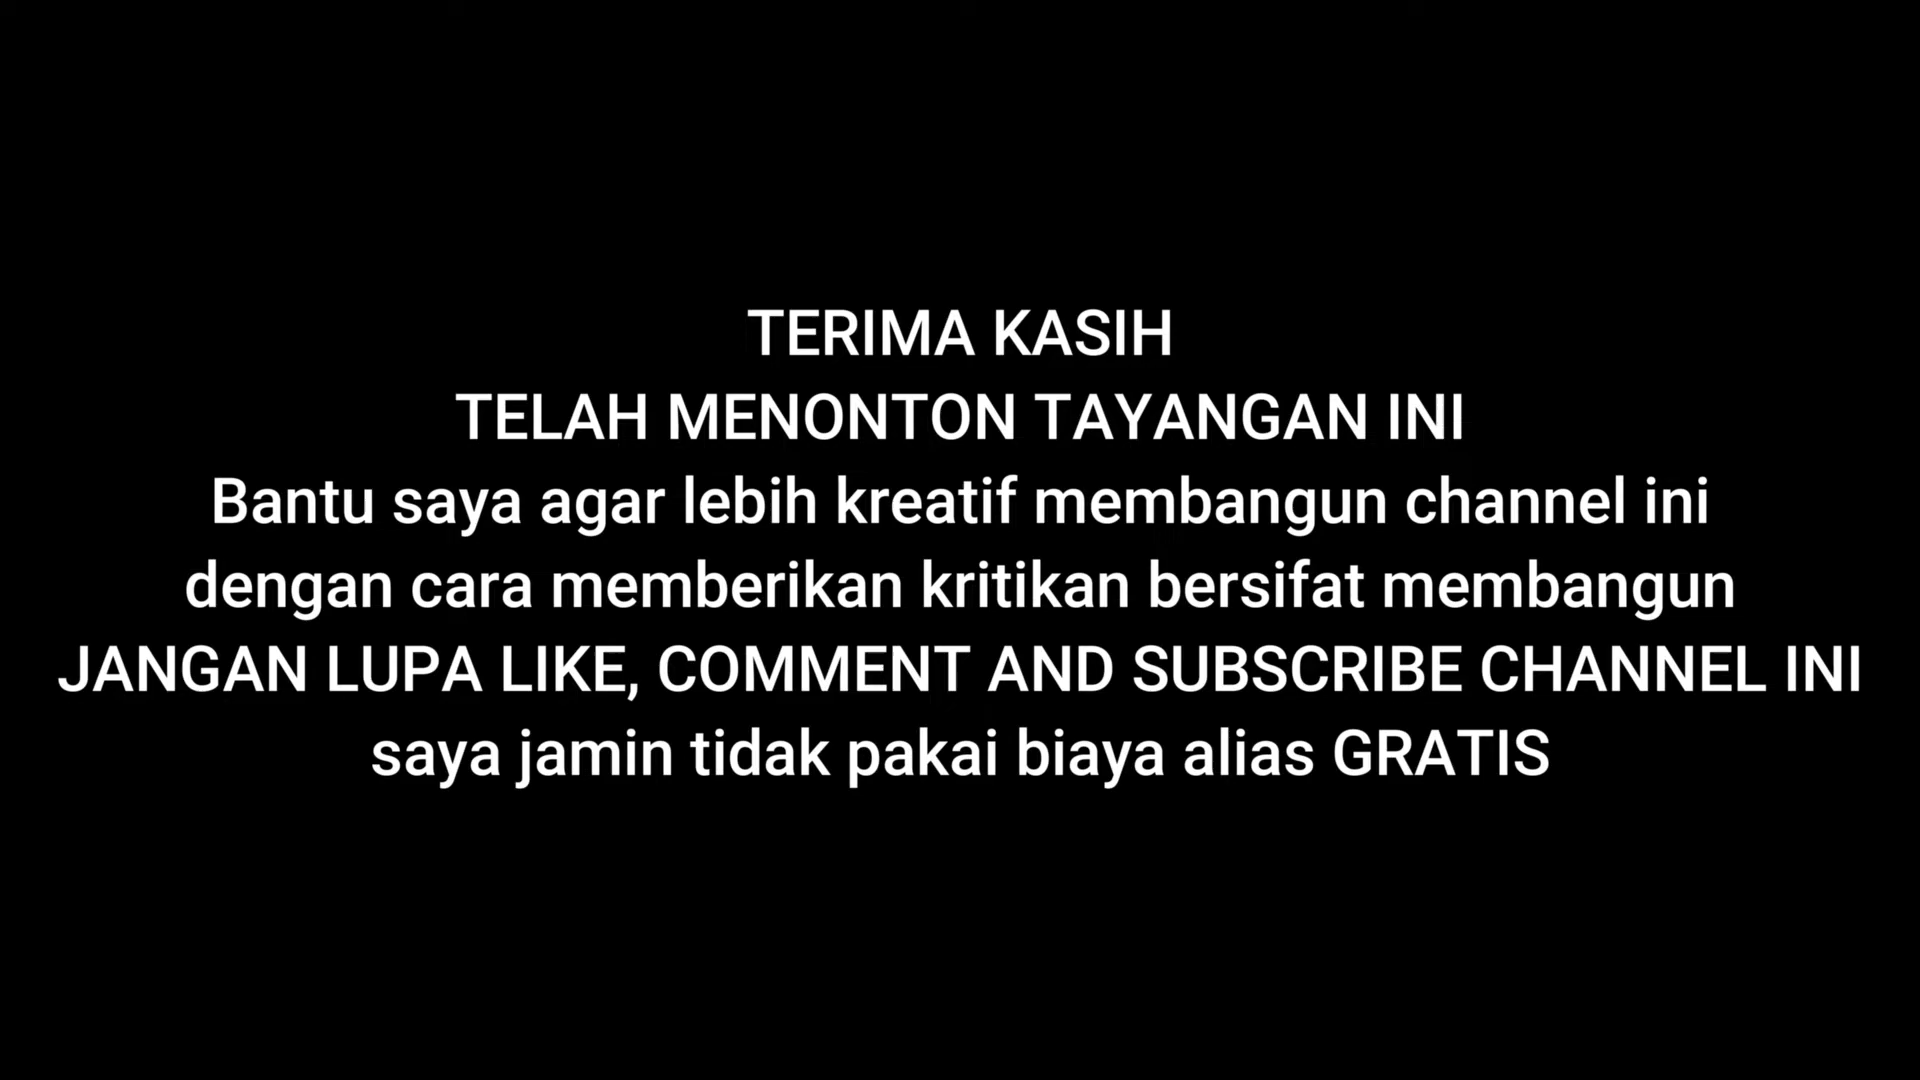 TERIMA KASIH
TELAH MENONTON TAYANGAN INI
Bantu saya agar lebih kreatif membangun channel ini
dengan cara memberikan kritikan bersifat membangun
JANGAN LUPA LIKE, COMMENT AND SUBSCRIBE CHANNEL INI
saya jamin tidak pakai biaya alias GRATIS